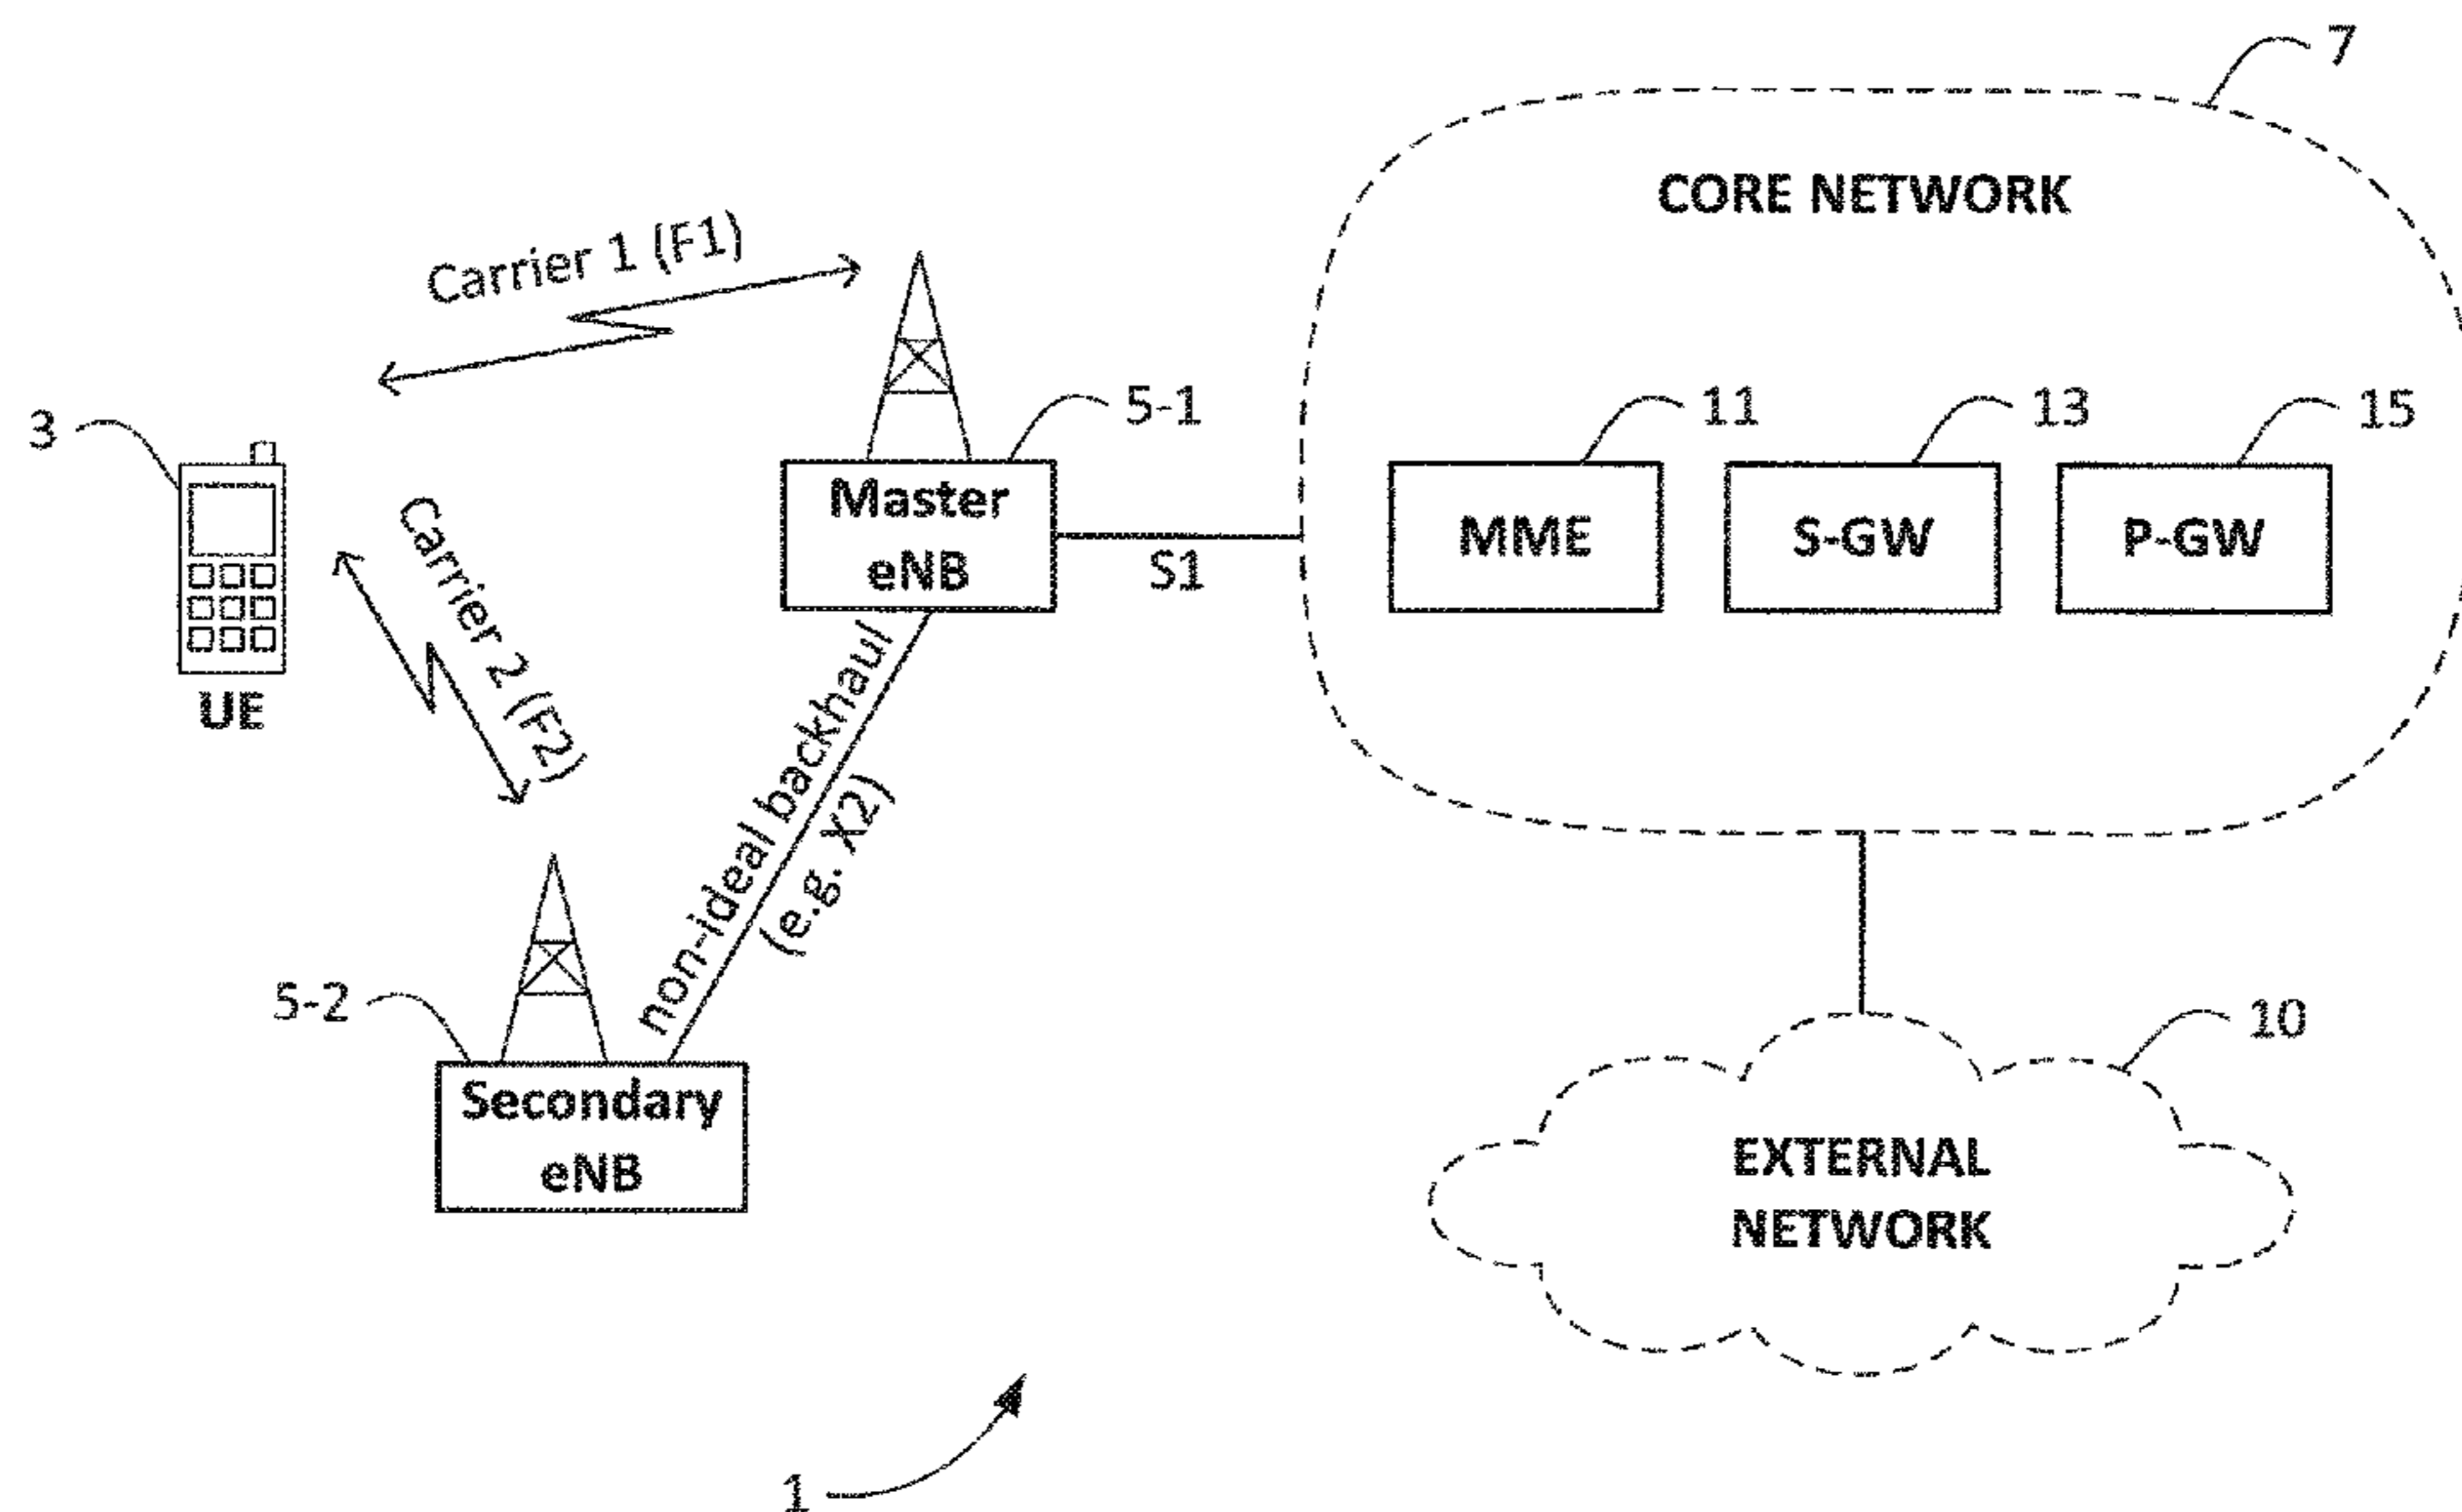 7
CORE NETWORK
Carrier 1 (F1)
3
5-1
11
13
15
Master
eNB
S1
MME
S-GW
P-GW
UE
Carrier 2 (F2)
non-ideal backhaul
(e.g. X2)
5-2
Secondary
eNB
10
EXTERNAL
NETWORK
1